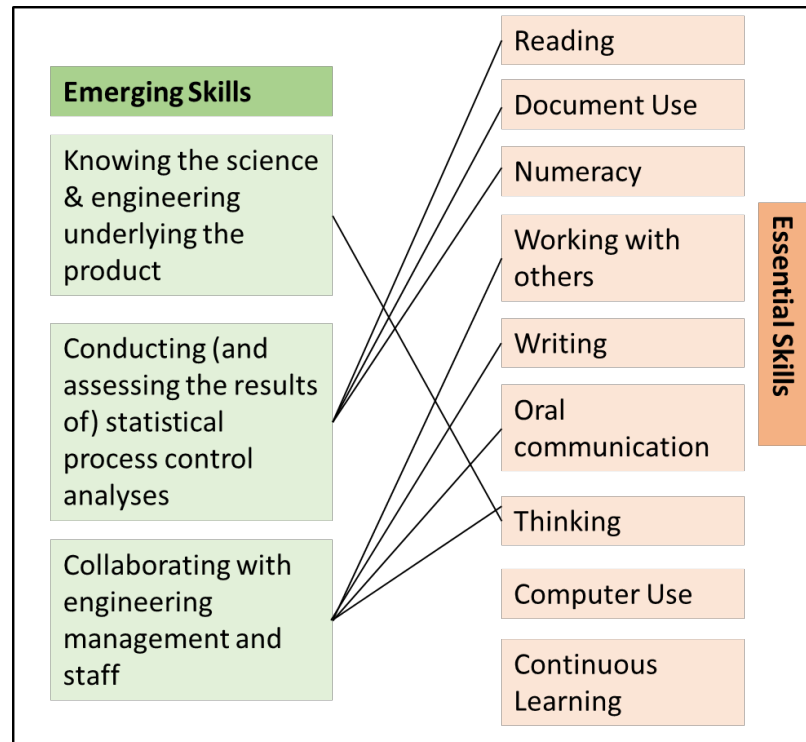 Emerging Skills
Knowing the science
& engineering
underlying the
product
Conducting (and
assessing the results
of) statistical
process control
analyses
Collaborating with
engineering
management and
staff
Reading
Document Use
Numeracy
Working with
others
Writing
Oral
communication
Thinking
Computer Use
Continuous
Learning
Essential Skills